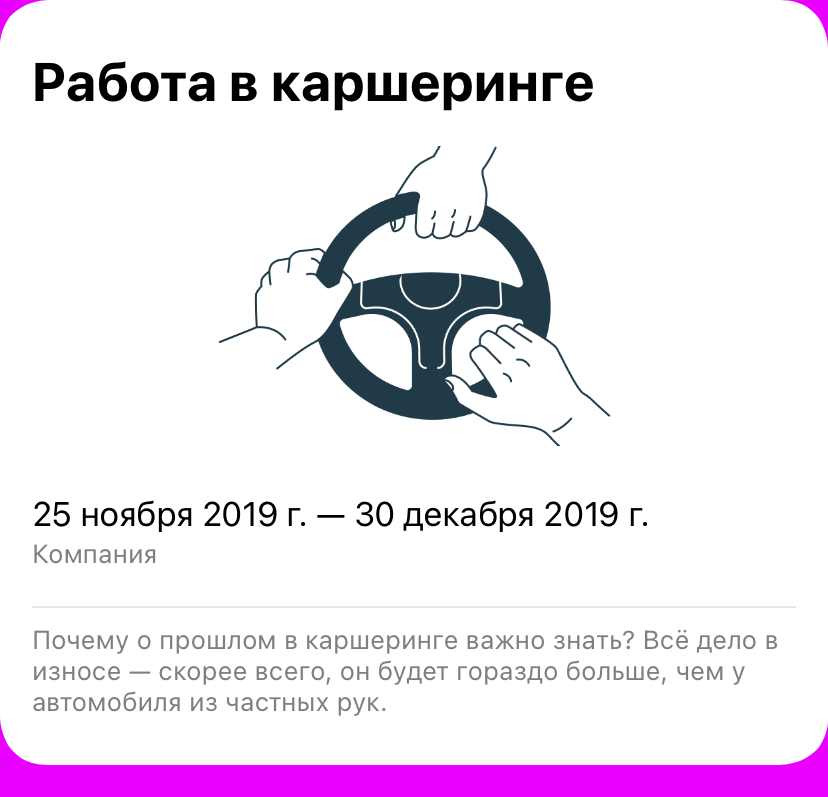 Работа в каршеринге
25 ноября 2019 г. — 30 декабря 2019 г.
Компания
Почему о прошлом в каршеринге важно знать? Всё дело в
износе — скорее всего, он будет гораздо больше, чем у
автомобиля из частных рук.